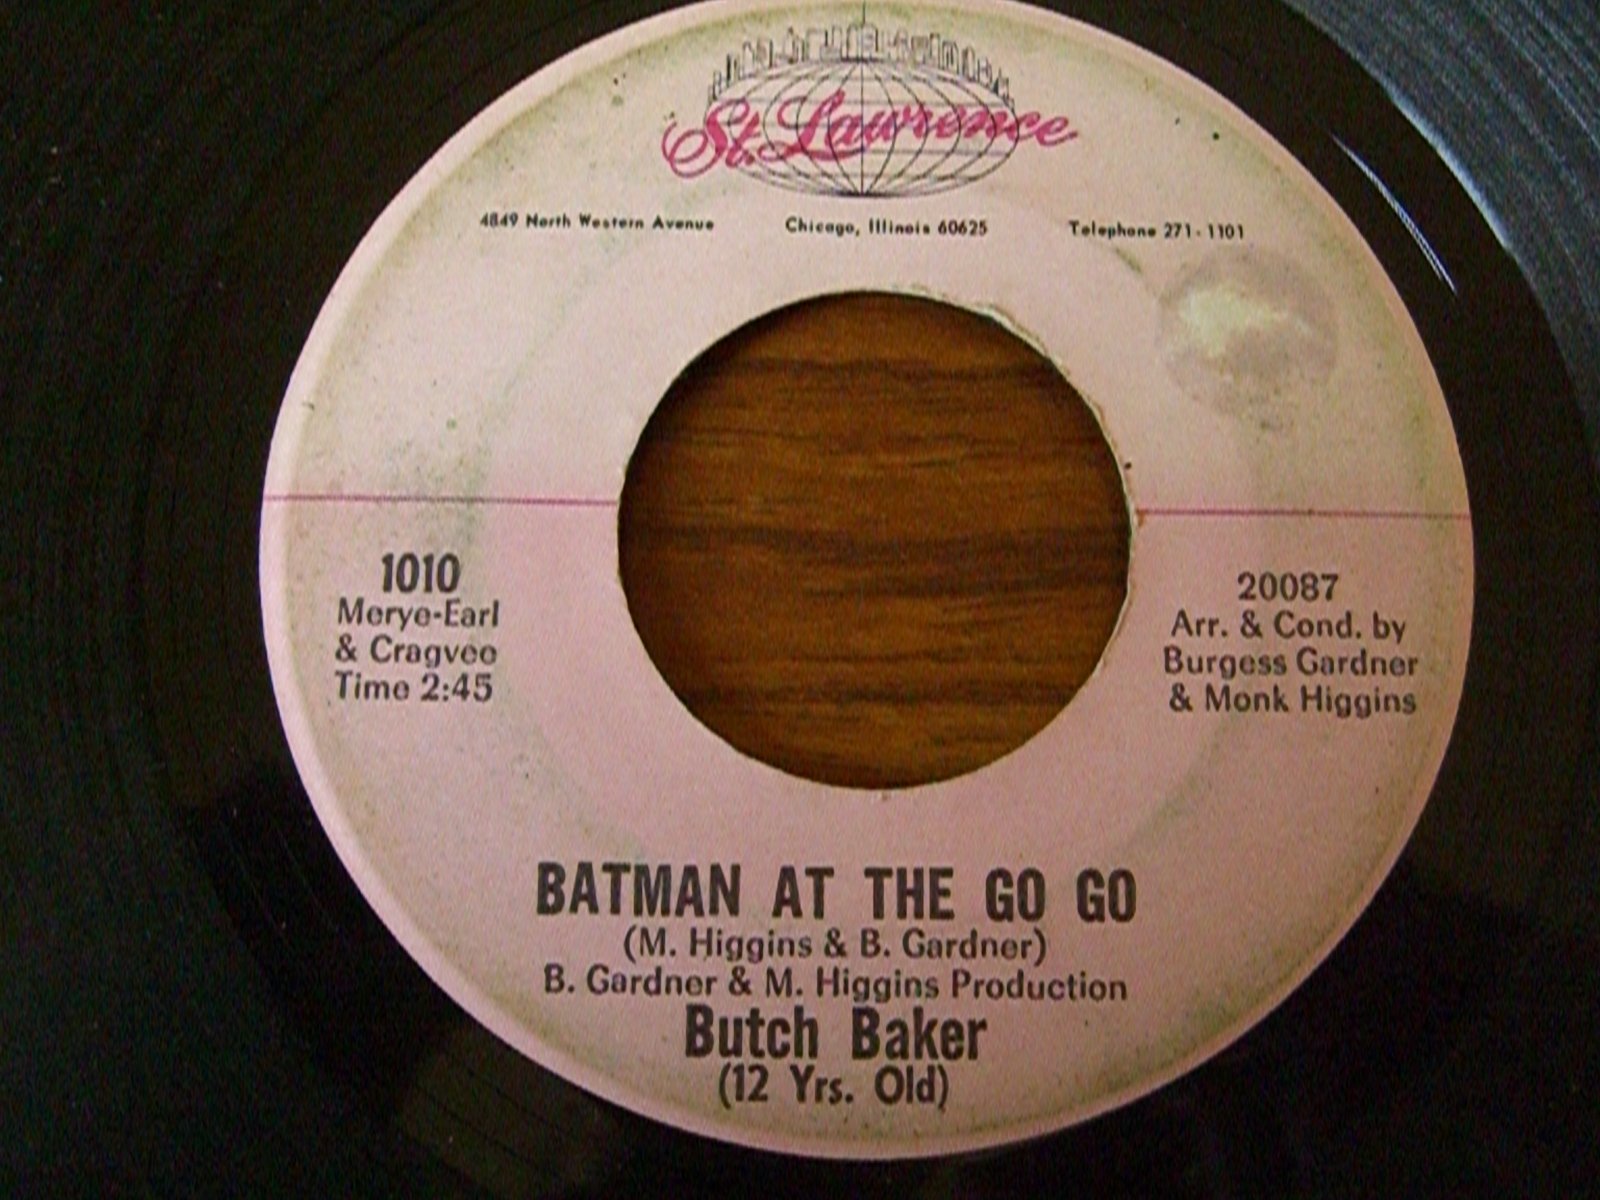 St. Lawrence
4849 North Western Avenue Chicago, Illinois 60625 Telephone 271-1101
1010
Merye-Earl
& Cragvee
Time 2:45
20087
Arr. & Cond. by
Burgess Gardner
& Monk Higgins
BATMAN AT THE GO GO
(M. Higgins & B. Gardner)
B. Gardner & M. Higgins Production
Butch Baker
(12 Yrs. Old)